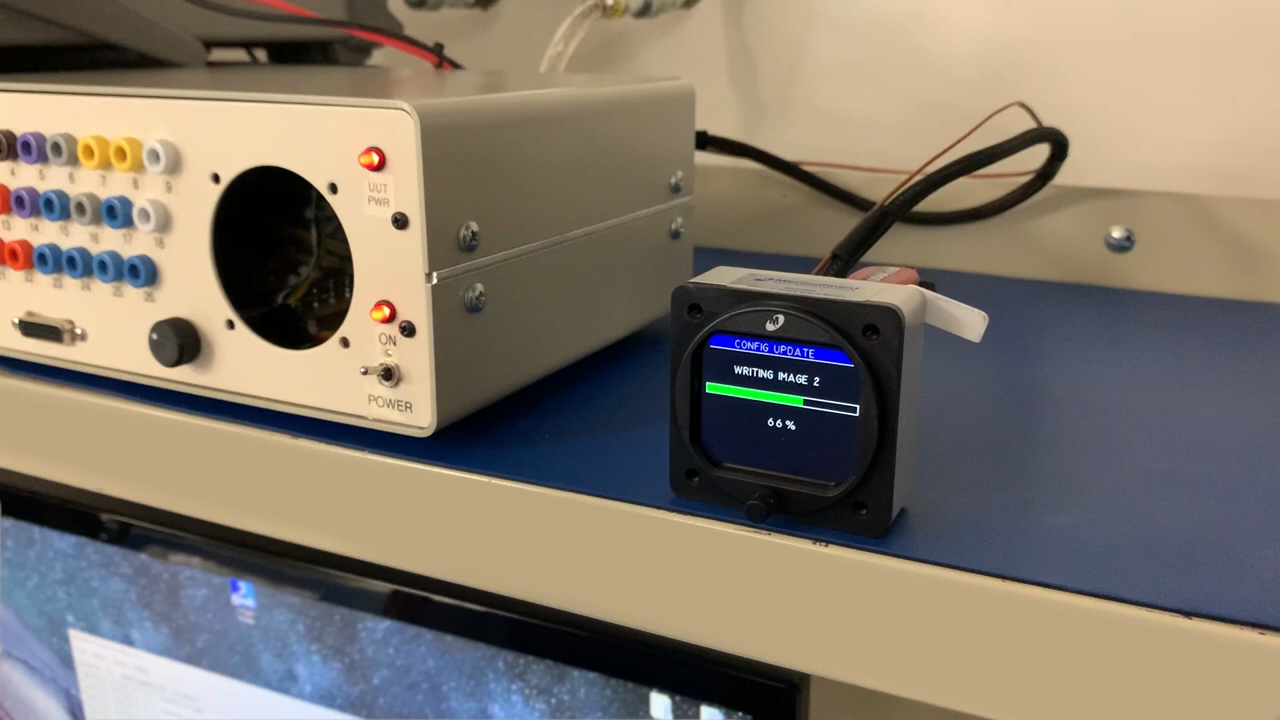 4 5 6 7 8 9
13 14 15 16 17 18
22 23 24 25 26
UUT
PWR
ON
POWER
CONFIG UPDATE
WRITING IMAGE 2
66%